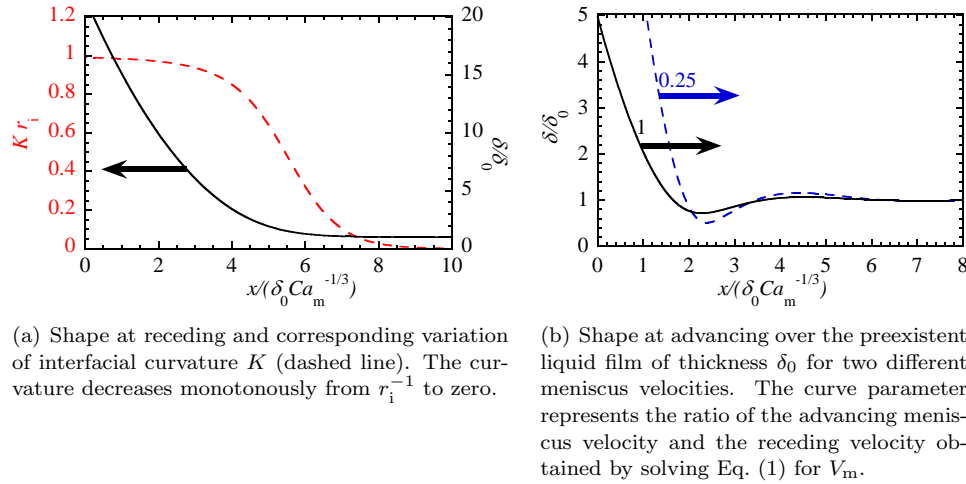 1.2
1
0.8
0.6
0.4
0.2
0
K r_i
20
15
10
5
0
δ/δ_0
0 2 4 6 8 10
x/(δ_0Ca_m^{-1/3})
5
4
3
2
1
0
δ/δ_0
0.25
1
0 1 2 3 4 5 6 7 8
x/(δ_0Ca_m^{-1/3})
(a) Shape at receding and corresponding variation
of interfacial curvature K (dashed line). The cur-
vature decreases monotonously from r_i^{-1} to zero.
(b) Shape at advancing over the preexistent
liquid film of thickness δ_0 for two different
meniscus velocities. The curve parameter
represents the ratio of the advancing menis-
cus velocity and the receding velocity ob-
tained by solving Eq. (1) for V_m.